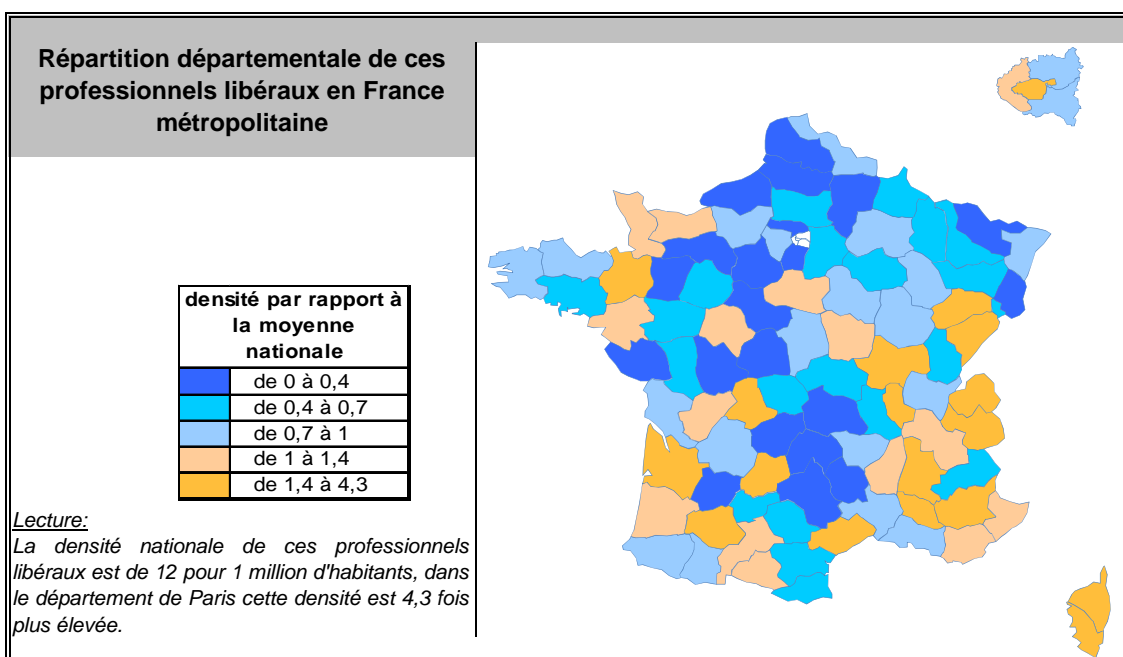 Répartition départementale de ces
professionnels libéraux en France
métropolitaine
densité par rapport à
la moyenne
nationale
de 0 à 0,4
de 0,4 à 0,7
de 0,7 à 1
de 1 à 1,4
de 1,4 à 4,3
Lecture:
La densité nationale de ces professionnels
libéraux est de 12 pour 1 million d'habitants, dans
le département de Paris cette densité est 4,3 fois
plus élevée.